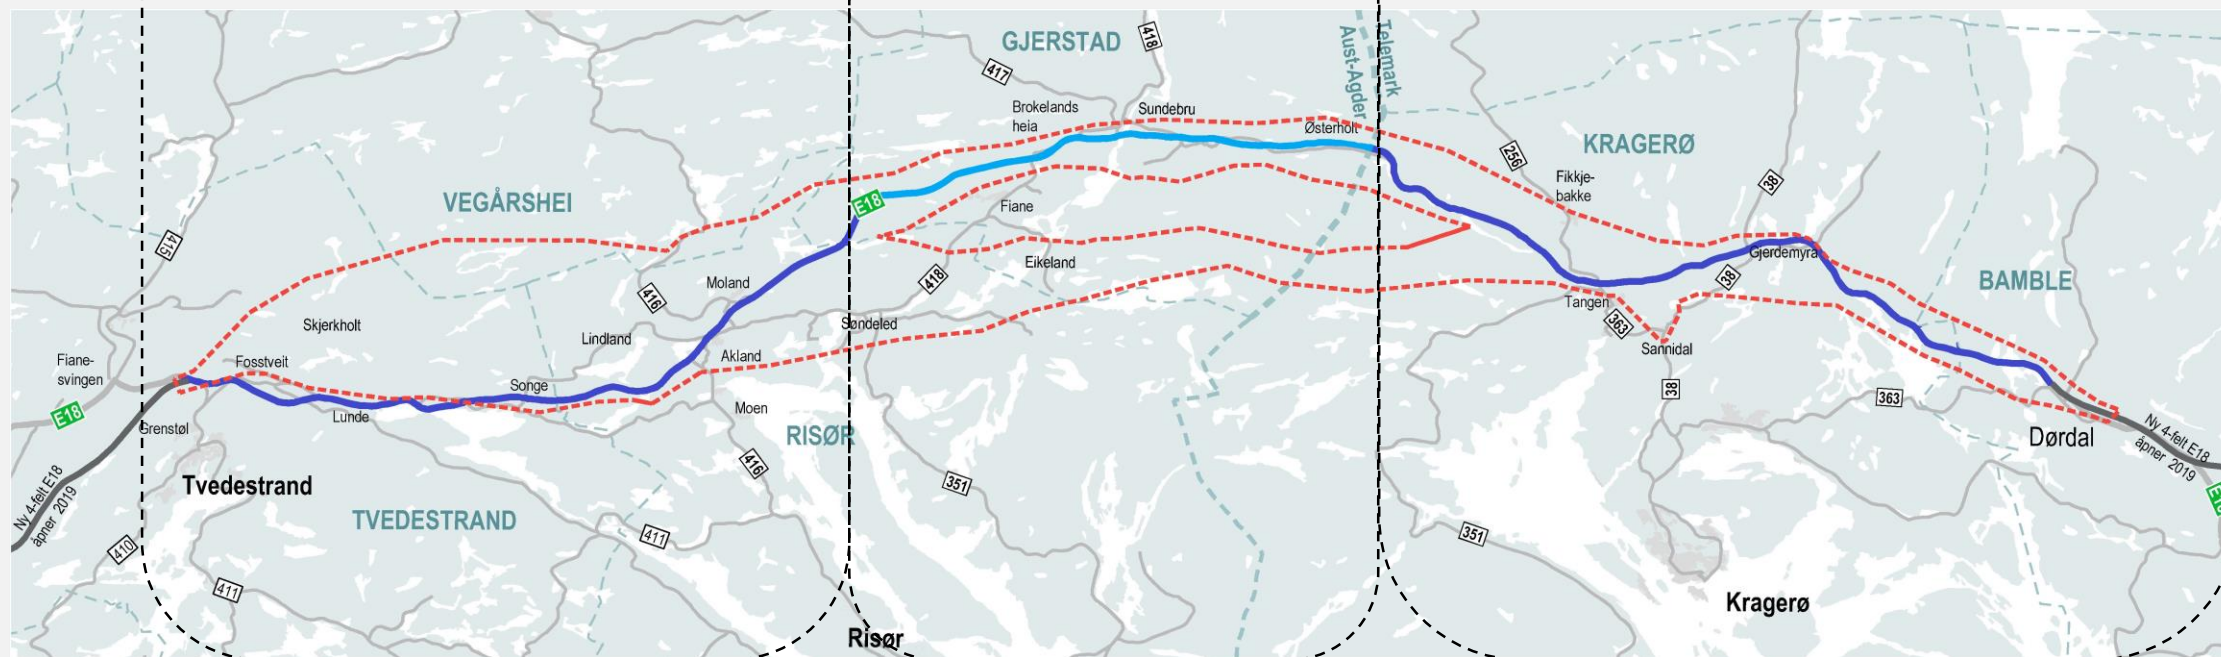 GJERSTAD
418
Telemark
Aust-Agder
417
Brokelands
heia
Sundebru
Østerholt
KRAGERØ
256
Fikkje-
bakke
38
VEGÅRSHEI
E18
Fiane
415
Gjerdemyra
Eikeland
418
38
BAMBLE
Moland
416
Tangen
Skjerkholt
Søndeled
363
Lindland
Sannidal
Fiane-
svingen
Fosstveit
Akland
Songe
38
363
E18
Lunde
Moen
Grenstøl
RISØR
Dørdal
Ny 4-felt E18
åpner 2019
416
Tvedestrand
351
Ny 4-felt E18
åpner 2019
TVEDESTRAND
411
351
410
411
Kragerø
Risør